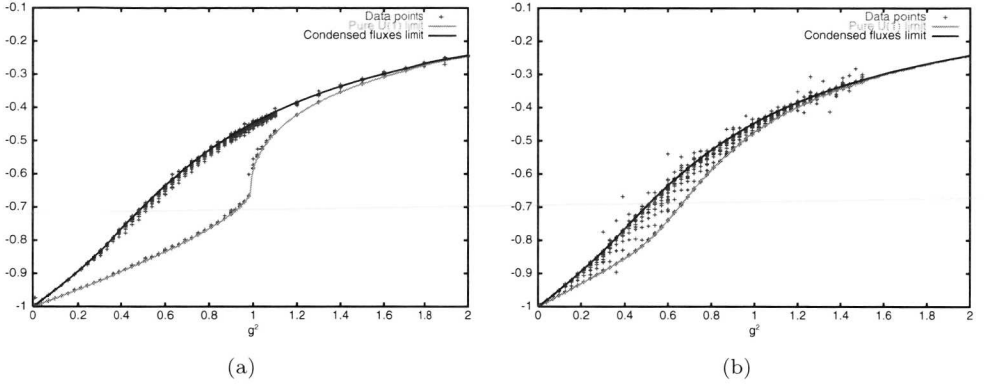 -0.1
-0.2
-0.3
-0.4
-0.5
-0.6
-0.7
-0.8
-0.9
-1
0 0.2 0.4 0.6 0.8 1 1.2 1.4 1.6 1.8 2
g²
Data points
Pure U(1) limit
Condensed fluxes limit
(a)
-0.1
-0.2
-0.3
-0.4
-0.5
-0.6
-0.7
-0.8
-0.9
-1
0 0.2 0.4 0.6 0.8 1 1.2 1.4 1.6 1.8 2
g²
Data points
Pure U(1) limit
Condensed fluxes limit
(b)